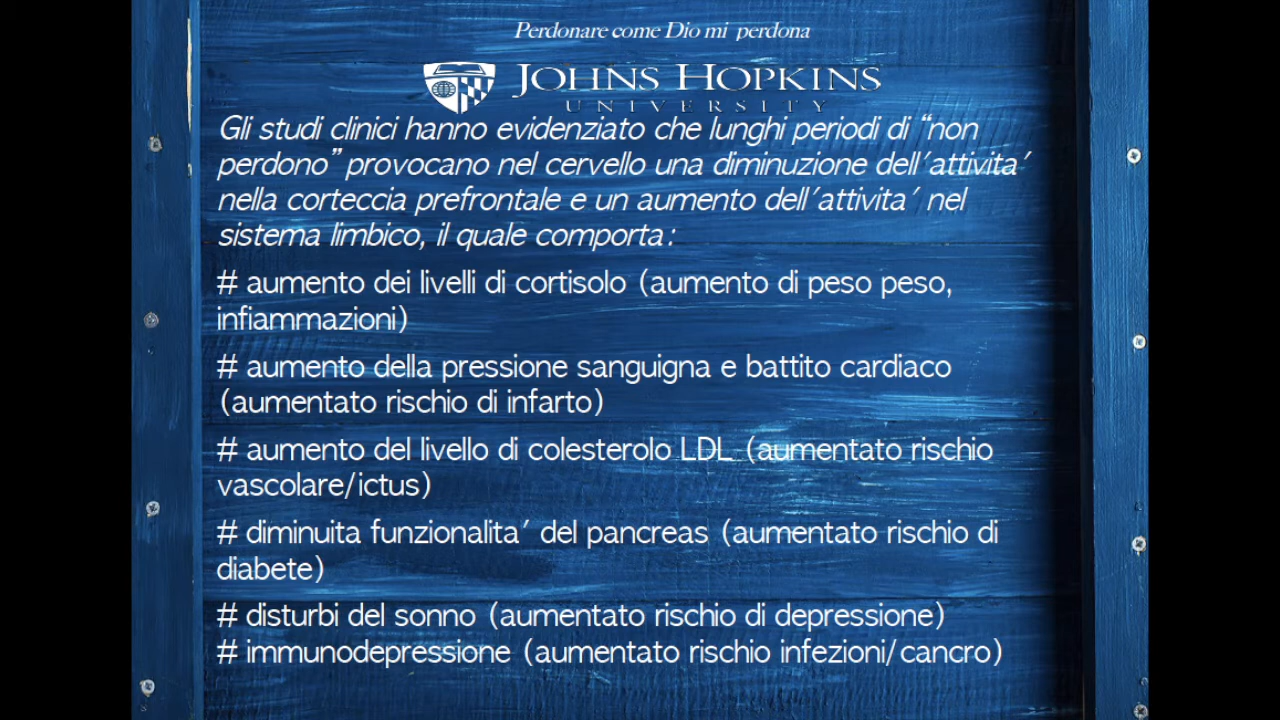 Perdonare come Dio mi perdona
JOHNS HOPKINS
UNIVERSITY
Gli studi clinici hanno evidenziato che lunghi periodi di “non
perdono” provocano nel cervello una diminuzione dell'attivita'
nella corteccia prefrontale e un aumento dell'attivita' nel
sistema limbico, il quale comporta:
# aumento dei livelli di cortisolo (aumento di peso peso,
infiammazioni)
# aumento della pressione sanguigna e battito cardiaco
(aumentato rischio di infarto)
# aumento del livello di colesterolo LDL (aumentato rischio
vascolare/ictus)
# diminuita funzionalita' del pancreas (aumentato rischio di
diabete)
# disturbi del sonno (aumentato rischio di depressione)
# immunodepressione (aumentato rischio infezioni/cancro)